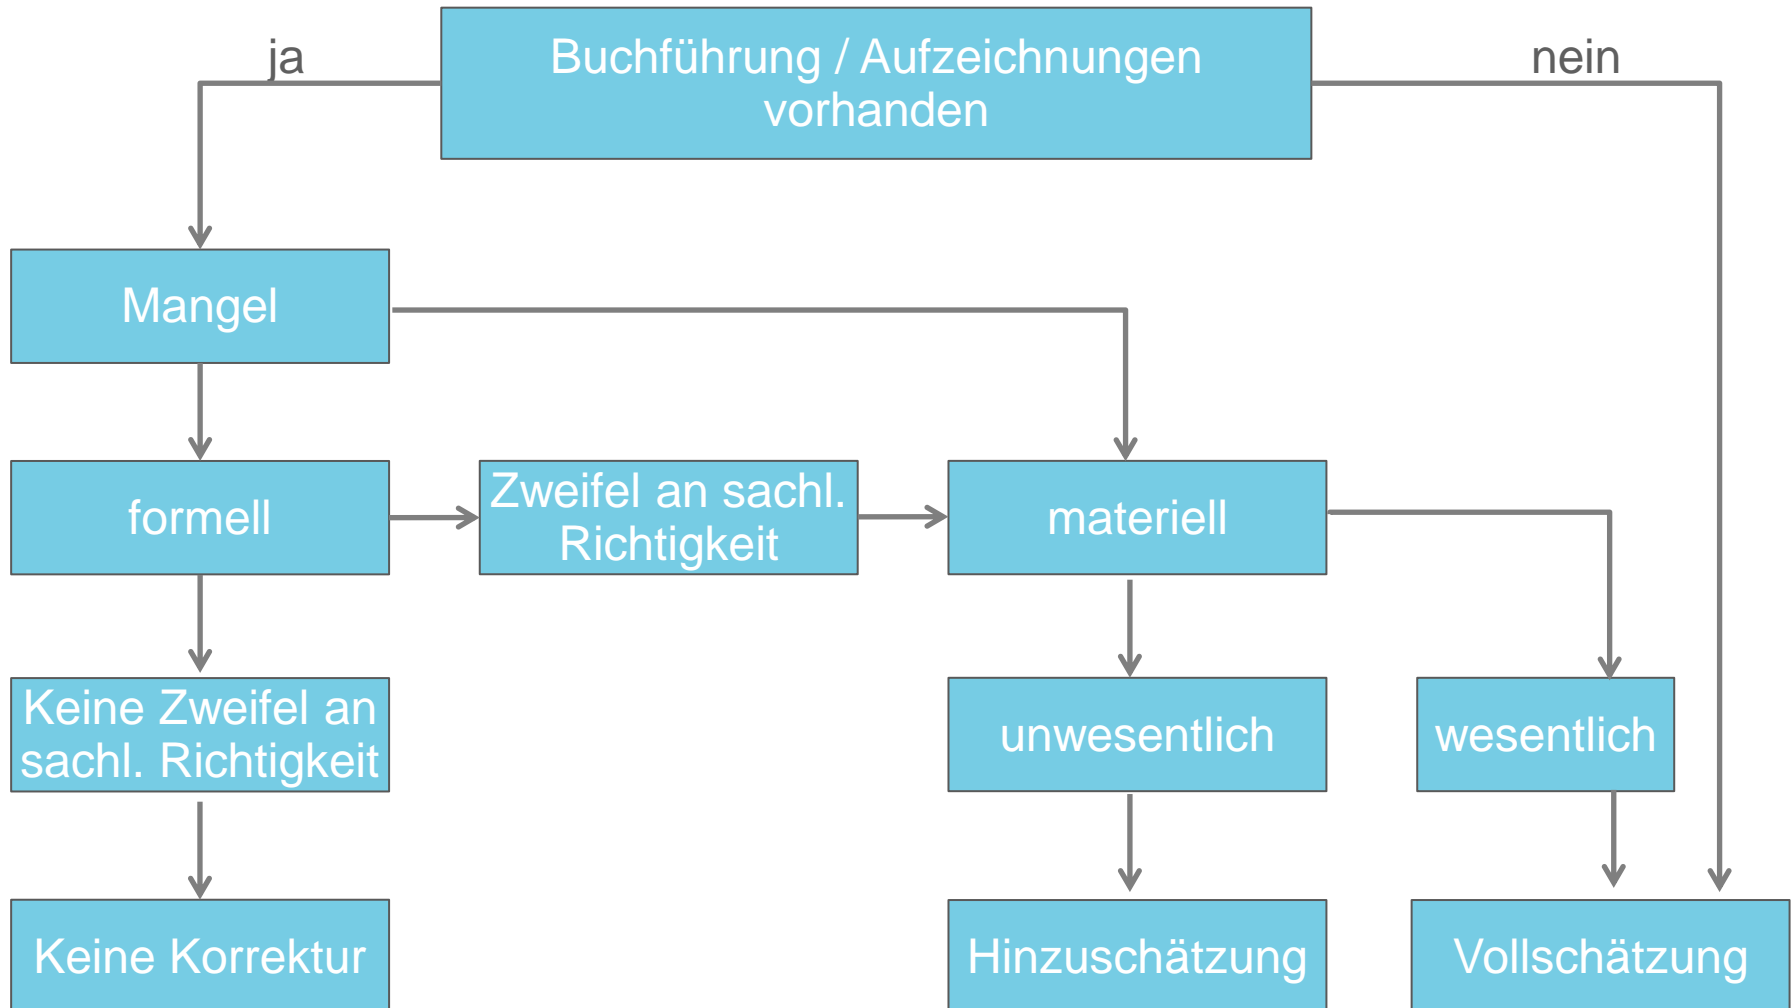 ja
Buchführung / Aufzeichnungen
vorhanden
nein
Mangel
formell
Zweifel an sachl.
Richtigkeit
materiell
Keine Zweifel an
sachl. Richtigkeit
unwesentlich
wesentlich
Keine Korrektur
Hinzuschätzung
Vollschätzung